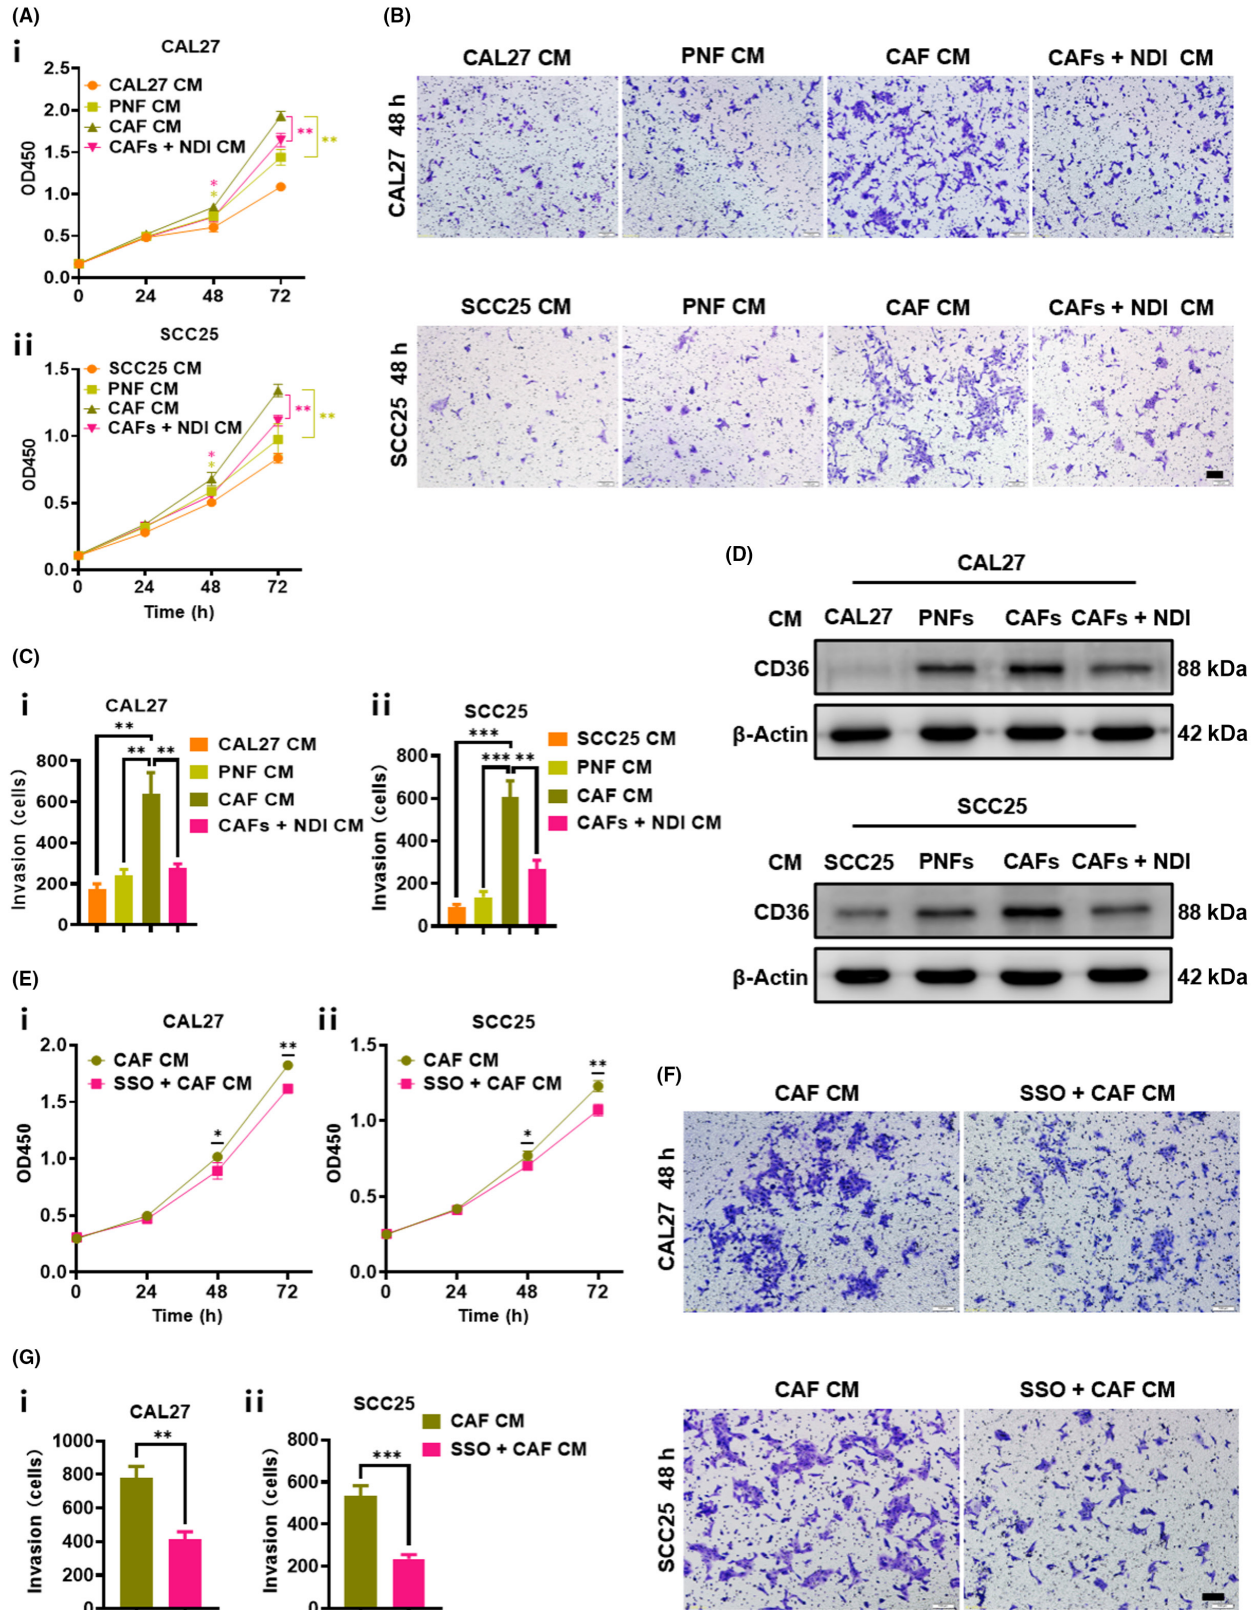 (A)
i
CAL27
2.5
2.0
1.5
1.0
0.5
0.0
OD450
CAL27 CM
PNF CM
CAF CM
CAFs + NDI CM
**
**
*
*
0 24 48 72
ii
SCC25
1.5
1.0
0.5
0.0
OD450
SCC25 CM
PNF CM
CAF CM
CAFs + NDI CM
**
**
*
*
0 24 48 72
Time (h)
(B)
CAL27 CM PNF CM CAF CM CAFs + NDI CM
CAL27 48 h
SCC25 CM PNF CM CAF CM CAFs + NDI CM
SCC25 48 h
(C)
i
CAL27
800
600
400
200
0
Invasion (cells)
**
** **
CAL27 CM
PNF CM
CAF CM
CAFs + NDI CM
ii
SCC25
800
600
400
200
0
Invasion (cells)
***
*** **
SCC25 CM
PNF CM
CAF CM
CAFs + NDI CM
(D)
CAL27
CM CAL27 PNFs CAFs CAFs + NDI
CD36 88 kDa
β-Actin 42 kDa
SCC25
CM SCC25 PNFs CAFs CAFs + NDI
CD36 88 kDa
β-Actin 42 kDa
(E)
i
CAL27
2.0
1.5
1.0
0.5
0.0
OD450
CAF CM
SSO + CAF CM
*
**
0 24 48 72
Time (h)
ii
SCC25
1.5
1.0
0.5
0.0
OD450
CAF CM
SSO + CAF CM
*
**
0 24 48 72
Time (h)
(F)
CAF CM SSO + CAF CM
CAL27 48 h
CAF CM SSO + CAF CM
SCC25 48 h
(G)
i
CAL27
1000
800
600
400
200
0
Invasion (cells)
**
ii
SCC25
800
600
400
200
0
Invasion (cells)
***
CAF CM
SSO + CAF CM